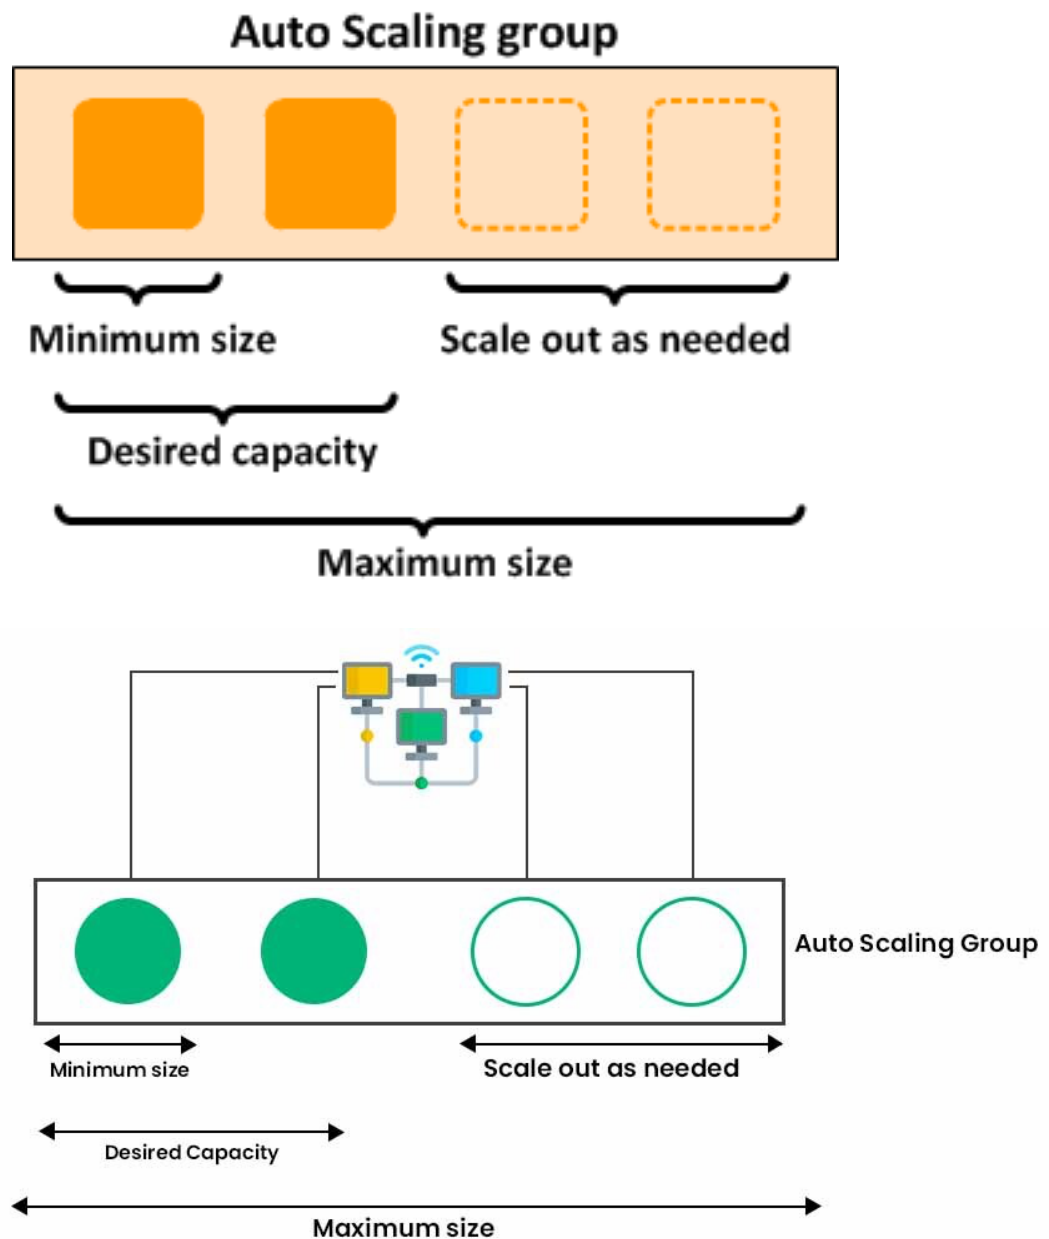 Auto Scaling group
Minimum size
Scale out as needed
Desired capacity
Maximum size
Auto Scaling Group
Minimum size
Scale out as needed
Desired Capacity
Maximum size